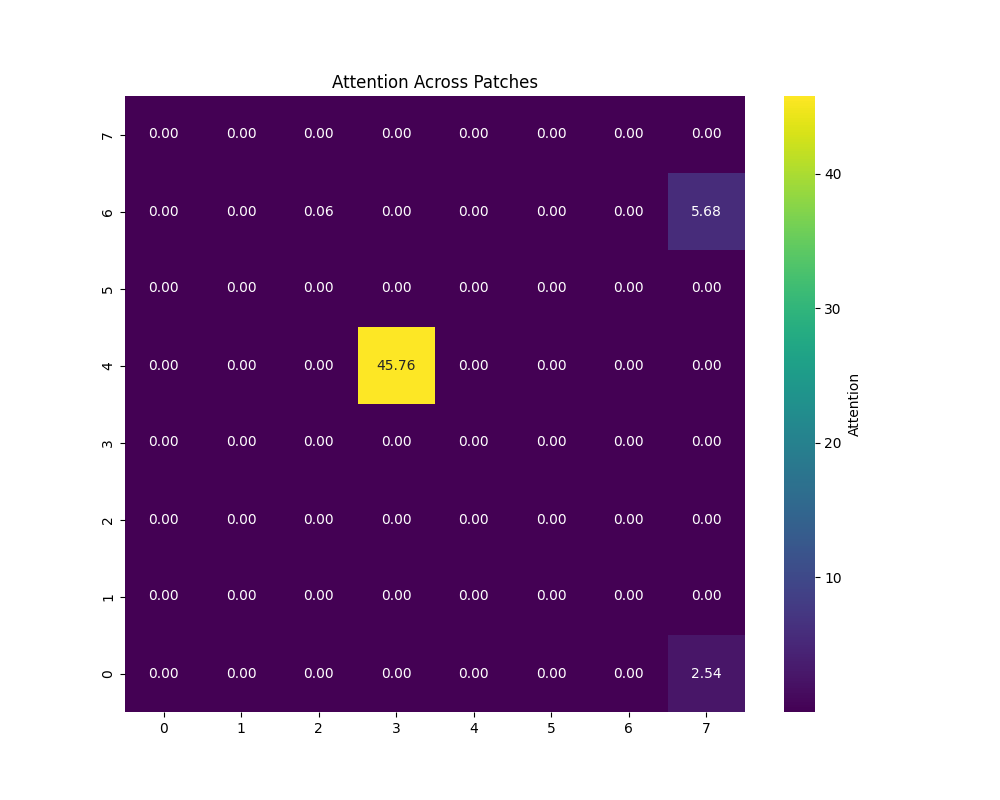 Attention Across Patches
7 0.00 0.00 0.00 0.00 0.00 0.00 0.00 0.00
6 0.00 0.00 0.06 0.00 0.00 0.00 0.00 5.68
5 0.00 0.00 0.00 0.00 0.00 0.00 0.00 0.00
4 0.00 0.00 0.00 45.76 0.00 0.00 0.00 0.00
3 0.00 0.00 0.00 0.00 0.00 0.00 0.00 0.00
2 0.00 0.00 0.00 0.00 0.00 0.00 0.00 0.00
1 0.00 0.00 0.00 0.00 0.00 0.00 0.00 0.00
0 0.00 0.00 0.00 0.00 0.00 0.00 0.00 2.54
0 1 2 3 4 5 6 7
40
30
20
10
Attention